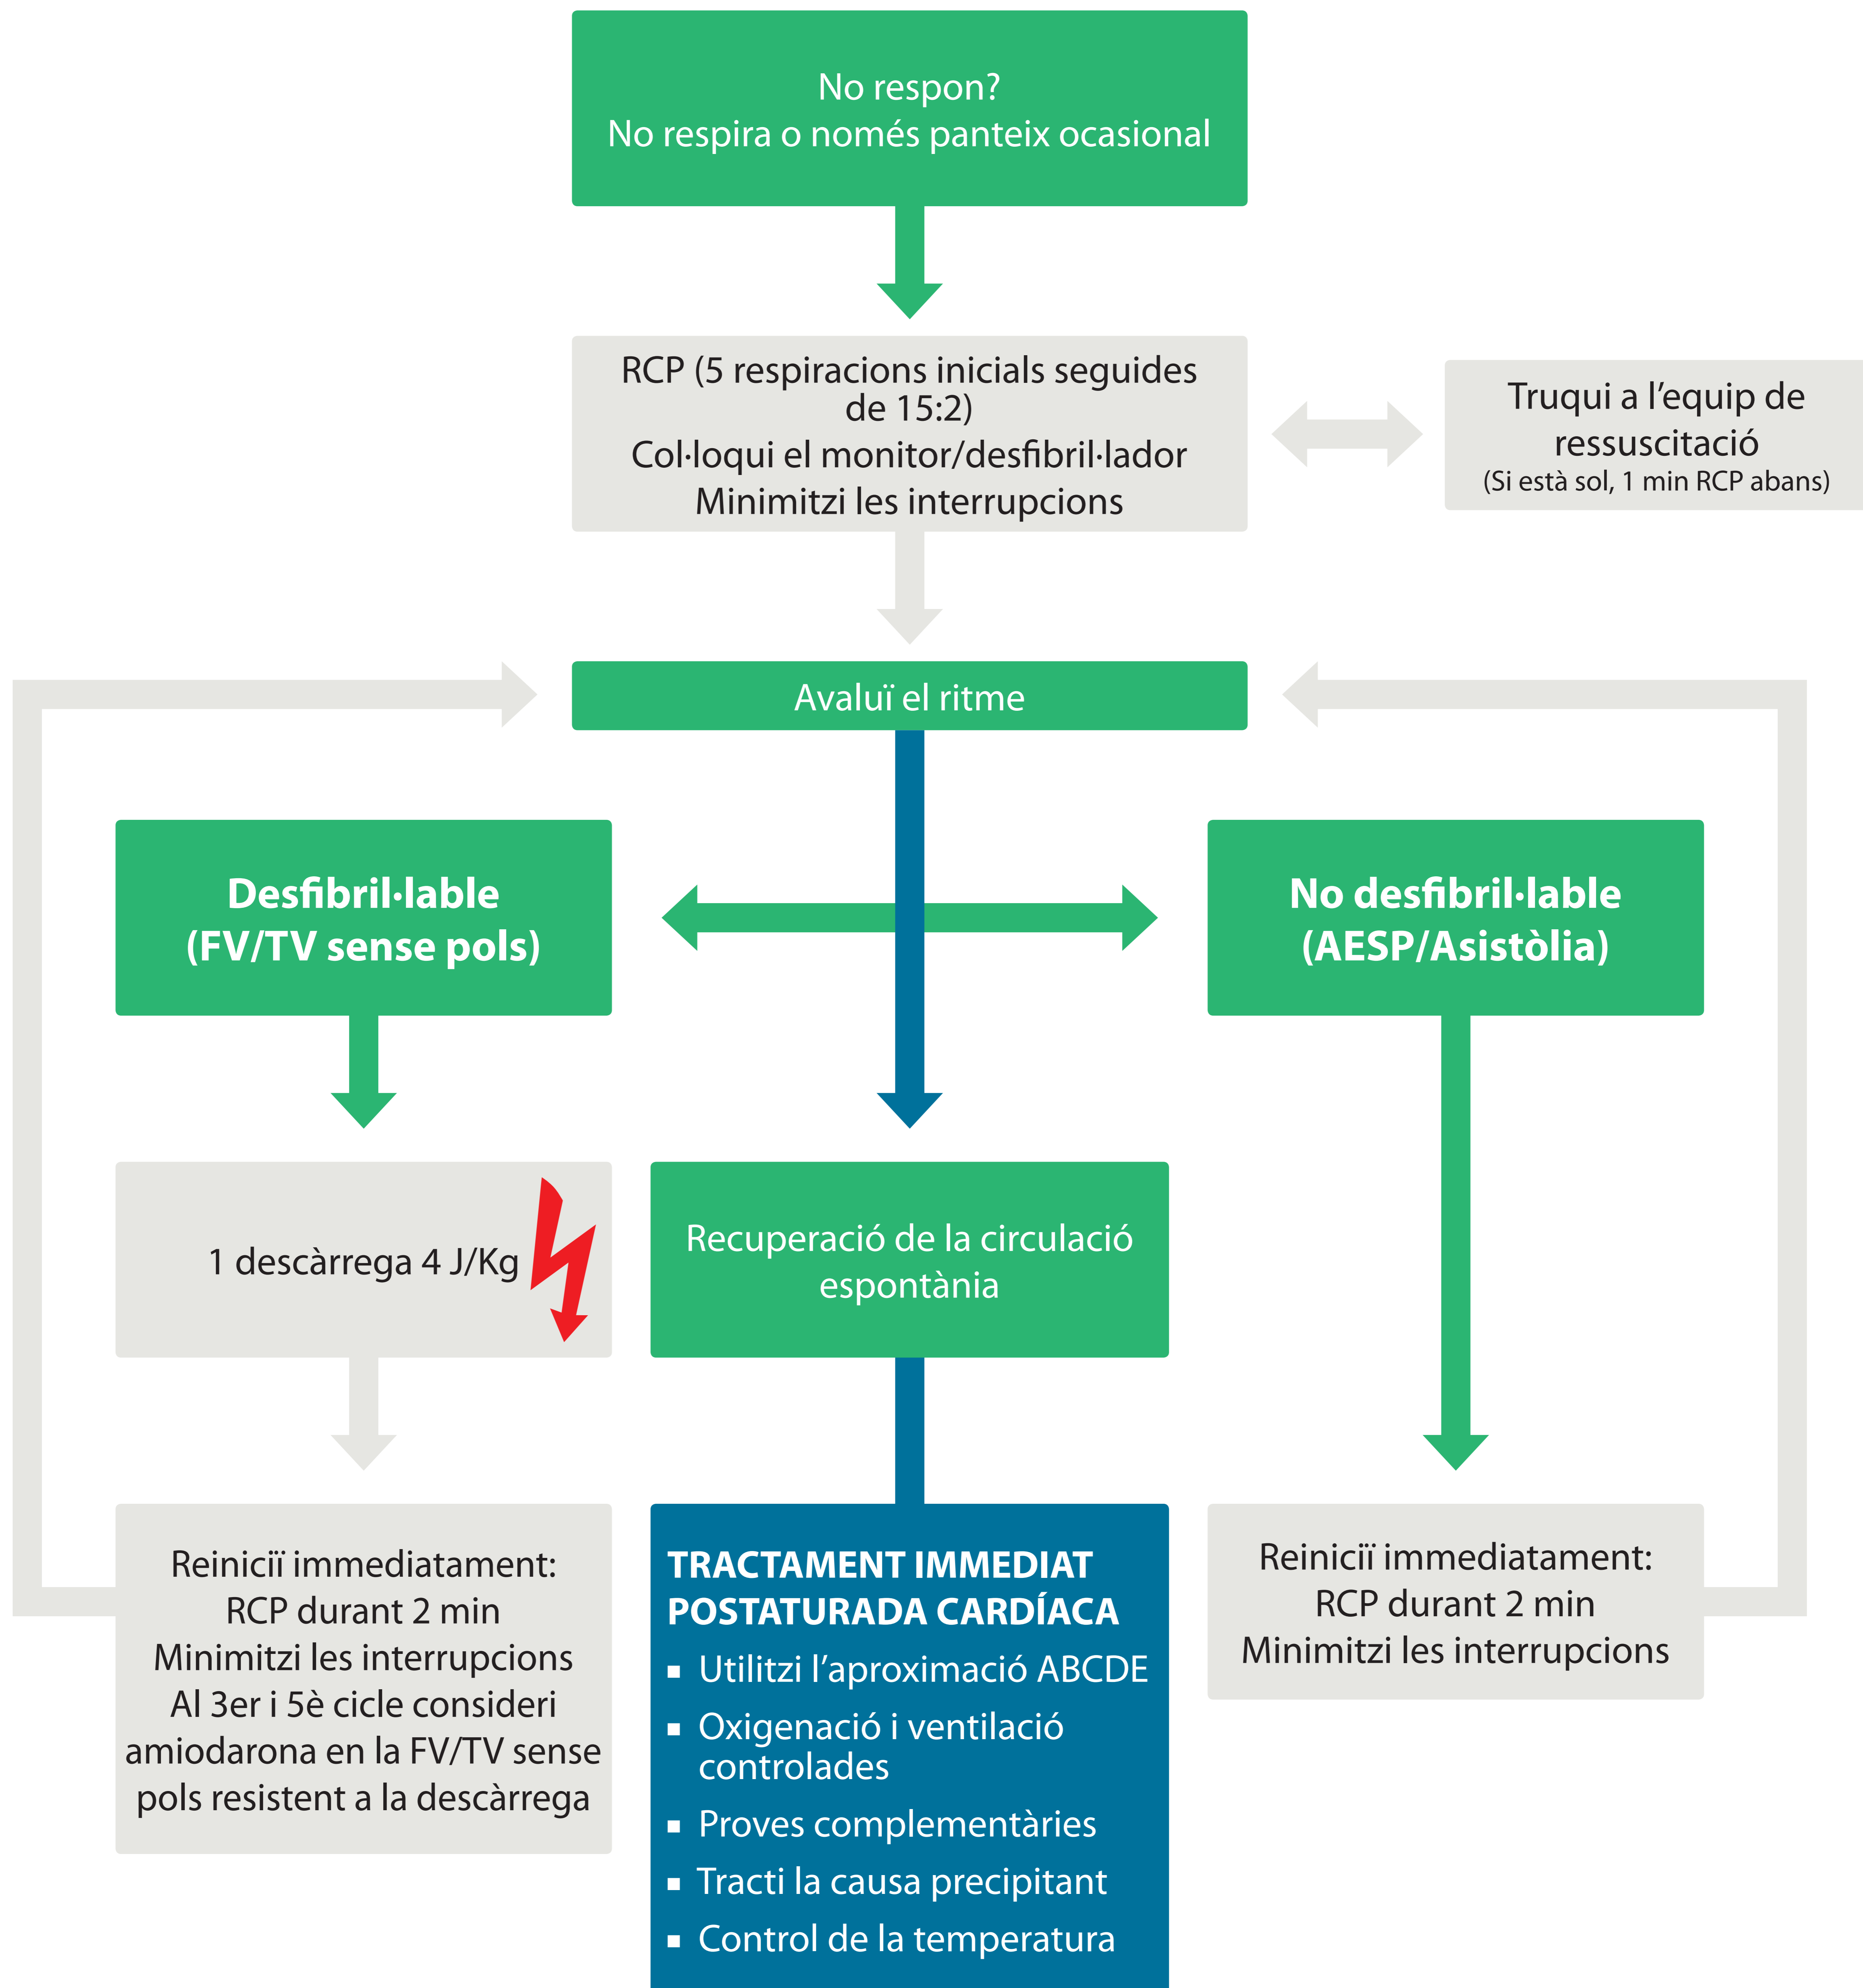 No respon?
No respira o només panteix ocasional
RCP (5 respiracions inicials seguides
de 15:2)
Col·loqui el monitor/desfibril·lador
Minimitzi les interrupcions
Truqui a l’equip de
ressuscitació
(Si està sol, 1 min RCP abans)
Avaluï el ritme
Desfibril·lable
(FV/TV sense pols)
No desfibril·lable
(AESP/Asistòlia)
1 descàrrega 4 J/Kg
Recuperació de la circulació
espontània
Reiniciï immediatament:
RCP durant 2 min
Minimitzi les interrupcions
Al 3er i 5è cicle consideri
amiodarona en la FV/TV sense
pols resistent a la descàrrega
TRACTAMENT IMMEDIAT
POSTATURADA CARDÍACA
▪ Utilitzi l’aproximació ABCDE
▪ Oxigenació i ventilació
controlades
▪ Proves complementàries
▪ Tracti la causa precipitant
▪ Control de la temperatura
Reiniciï immediatament:
RCP durant 2 min
Minimitzi les interrupcions